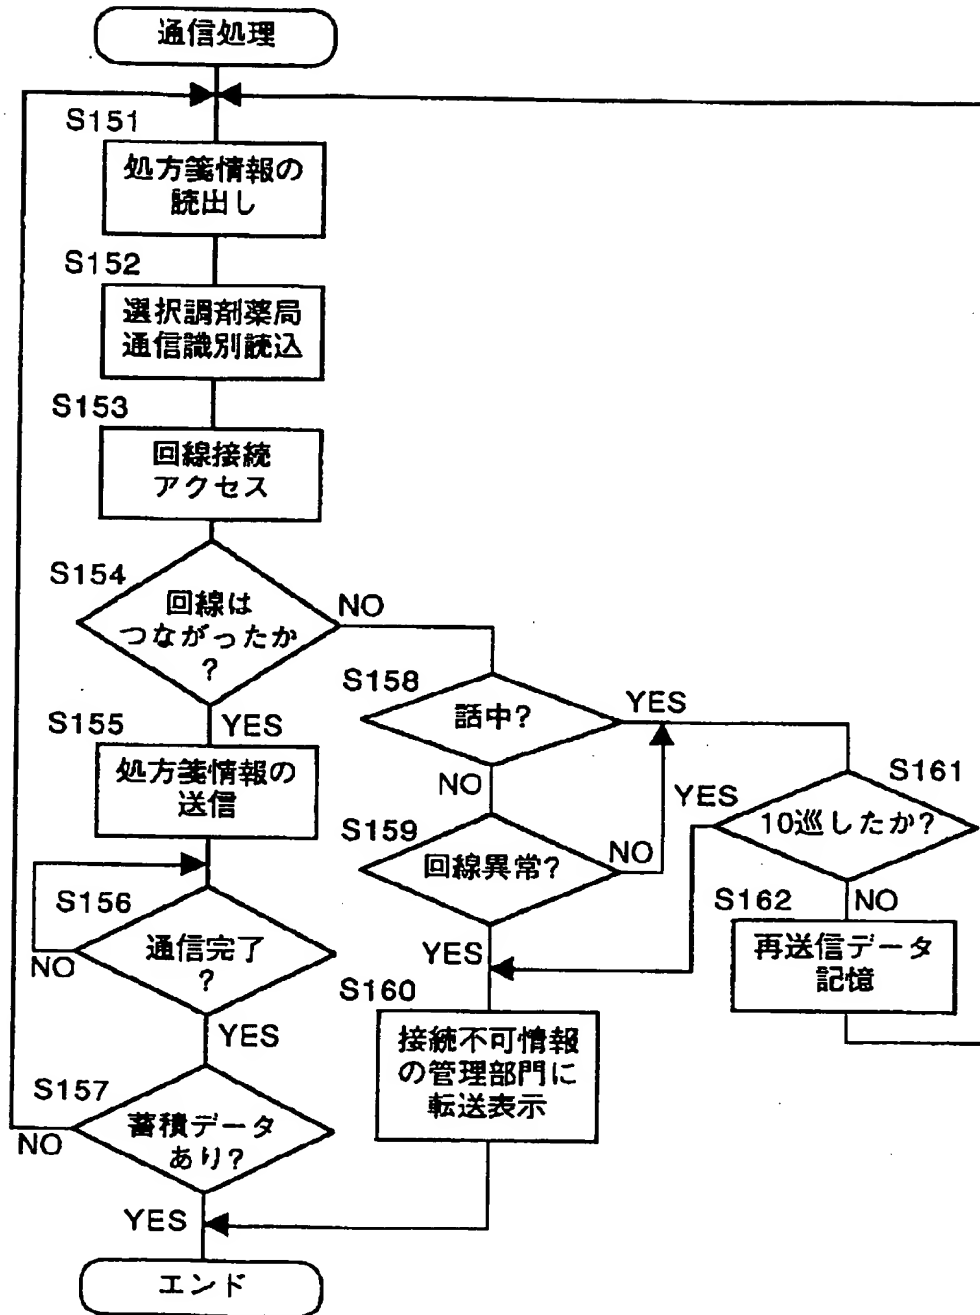 通信処理
S151
処方箋情報の
読出し
S152
選択調剤薬局
通信識別読込
S153
回線接続
アクセス
S154
回線は
つながったか
?
NO
YES
S155
処方箋情報の
送信
S156
通信完了
?
NO
YES
S157
蓄積データ
あり?
NO
YES
エンド
S158
話中?
YES
NO
S159
回線異常?
NO
YES
S160
接続不可情報
の管理部門に
転送表示
S161
10巡したか?
YES
NO
S162
再送信データ
記憶